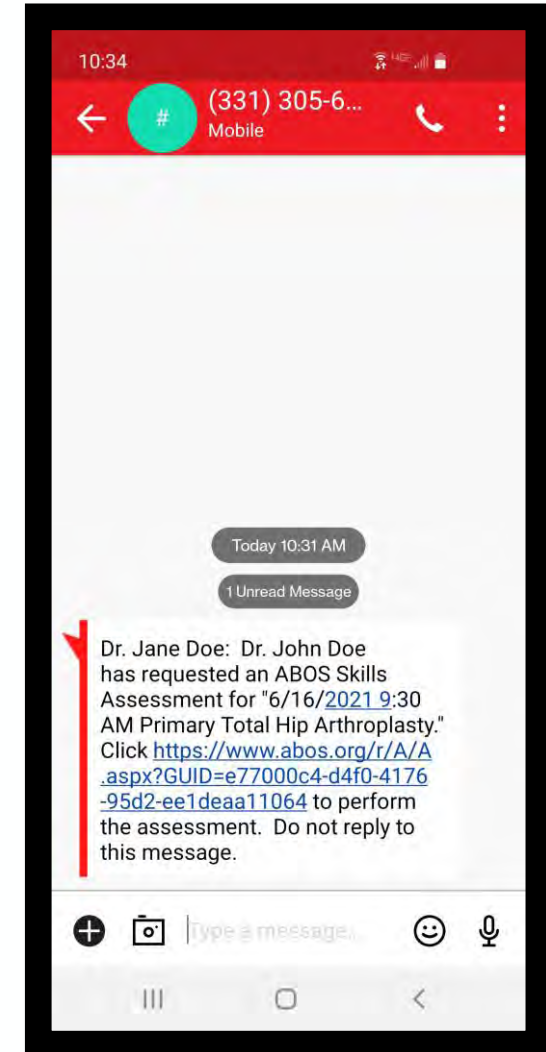 10:34
4GE
#
(331) 305-6...
Mobile
Today 10:31 AM
1 Unread Message
Dr. Jane Doe:  Dr. John Doe
has requested an ABOS Skills
Assessment for "6/16/2021 9:30
AM Primary Total Hip Arthroplasty."
Click https://www.abos.org/r/A/A
.aspx?GUID=e77000c4-d4f0-4176
-95d2-ee1deaa11064 to perform
the assessment.  Do not reply to
this message.
Type a message...